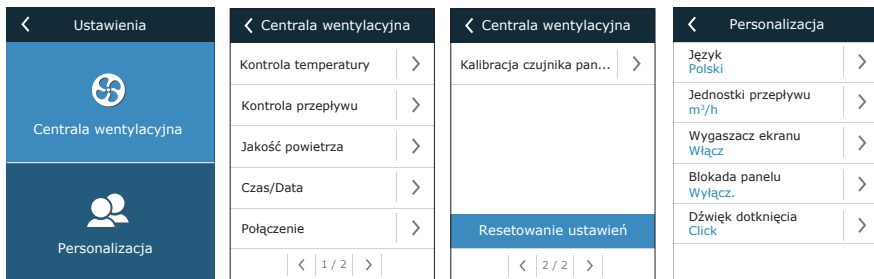 Ustawienia
Centrala wentylacyjna
Personalizacja
Centrala wentylacyjna
Kontrola temperatury
Kontrola przepływu
Jakość powietrza
Czas/Data
Połączenie
1 / 2
Centrala wentylacyjna
Kalibracja czujnika pan...
Resetowanie ustawień
2 / 2
Personalizacja
Język
Polski
Jednostki przepływu
m³/h
Wygaszacz ekranu
Włącz
Blokada panelu
Wyłącz.
Dźwięk dotknięcia
Click